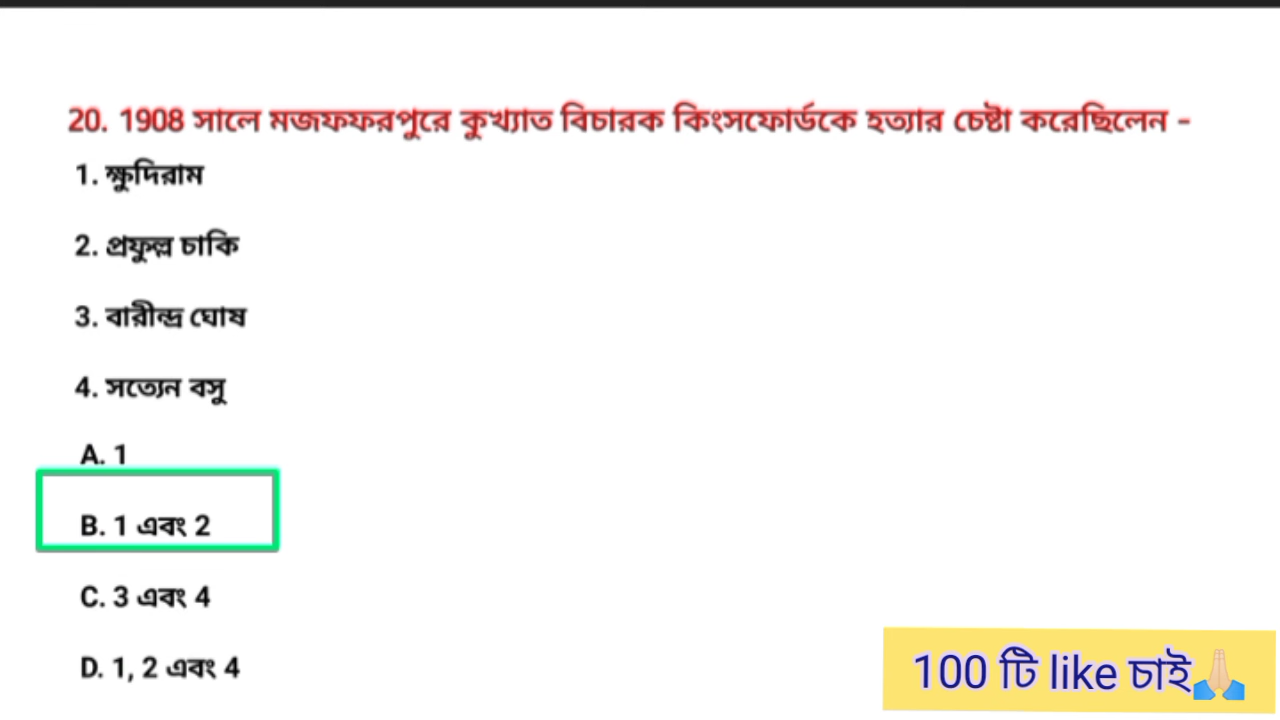 20. 1908 সালে মজফফরপুরে কুখ্যাত বিচারক কিংসফোর্ডকে হত্যার চেষ্টা করেছিলেন -
1. ক্ষুদিরাম
2. প্রফুল্ল চাকি
3. বারীন্দ্র ঘোষ
4. সত্যেন বসু
A. 1
B. 1 এবং 2
C. 3 এবং 4
D. 1, 2 এবং 4
100 টি like চাই🙏